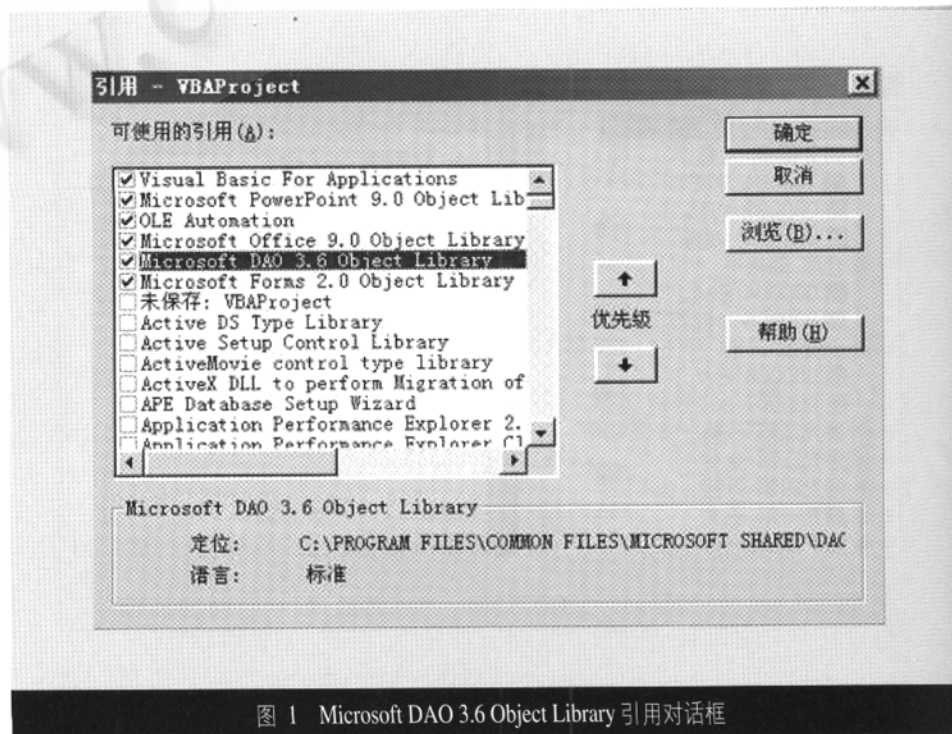 引用 - VBAProject
可使用的引用(A):
Visual Basic For Applications
Microsoft PowerPoint 9.0 Object Lib
OLE Automation
Microsoft Office 9.0 Object Library
Microsoft DAO 3.6 Object Library
Microsoft Forms 2.0 Object Library
未保存: VBAProject
Active DS Type Library
Active Setup Control Library
ActiveMovie control type library
ActiveX DLL to perform Migration of
APE Database Setup Wizard
Application Performance Explorer 2.
Application Performance Explorer Cl
确定
取消
浏览(B)...
优先级
帮助(H)
Microsoft DAO 3.6 Object Library
定位: C:\PROGRAM FILES\COMMON FILES\MICROSOFT SHARED\DAC
语言: 标准
图 1 Microsoft DAO 3.6 Object Library 引用对话框